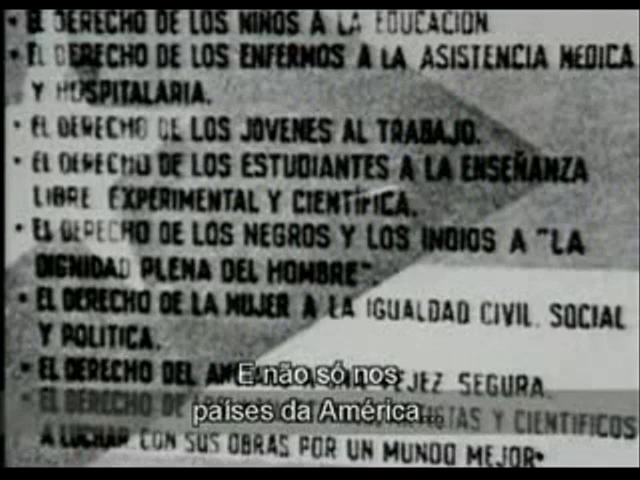 • EL DERECHO DE LOS NIÑOS A LA EDUCACION.
• EL DERECHO DE LOS ENFERMOS A LA ASISTENCIA MEDICA
Y HOSPITALARIA.
• EL DERECHO DE LOS JOVENES AL TRABAJO.
• EL DERECHO DE LOS ESTUDIANTES A LA ENSEÑANZA
LIBRE EXPERIMENTAL Y CIENTÍFICA.
• EL DERECHO DE LOS NEGROS Y LOS INDIOS A "LA
DIGNIDAD PLENA DEL HOMBRE".
• EL DERECHO DE LA MUJER A LA IGUALDAD CIVIL, SOCIAL
Y POLITICA.
• EL DERECHO DEL VEJEZ SEGURA.
• EL DERECHO DE Y CIENTIFICOS
A LUCHAR CON SUS OBRAS POR UN MUNDO MEJOR•
E não só nos
países da América...